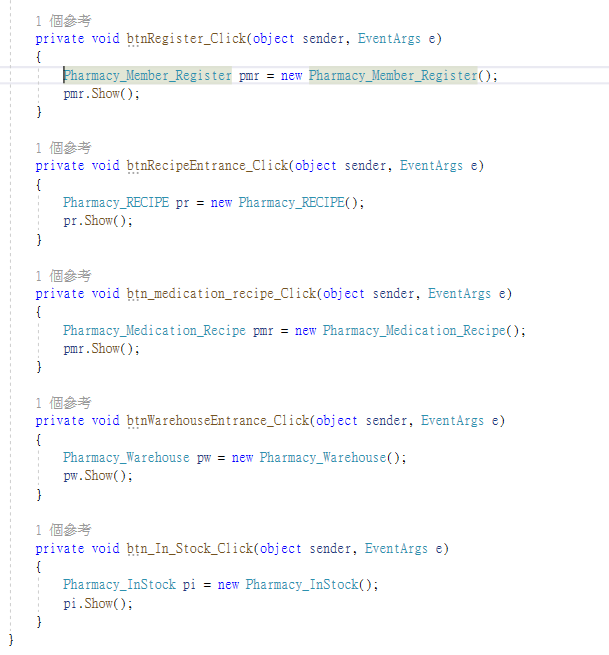 1 個參考
private void btnRegister_Click(object sender, EventArgs e)
{
Pharmacy_Member_Register pmr = new Pharmacy_Member_Register();
pmr.Show();
}
1 個參考
private void btnRecipeEntrance_Click(object sender, EventArgs e)
{
Pharmacy_RECIPE pr = new Pharmacy_RECIPE();
pr.Show();
}
1 個參考
private void btn_medication_recipe_Click(object sender, EventArgs e)
{
Pharmacy_Medication_Recipe pmr = new Pharmacy_Medication_Recipe();
pmr.Show();
}
1 個參考
private void btnWarehouseEntrance_Click(object sender, EventArgs e)
{
Pharmacy_Warehouse pw = new Pharmacy_Warehouse();
pw.Show();
}
1 個參考
private void btn_In_Stock_Click(object sender, EventArgs e)
{
Pharmacy_InStock pi = new Pharmacy_InStock();
pi.Show();
}
}